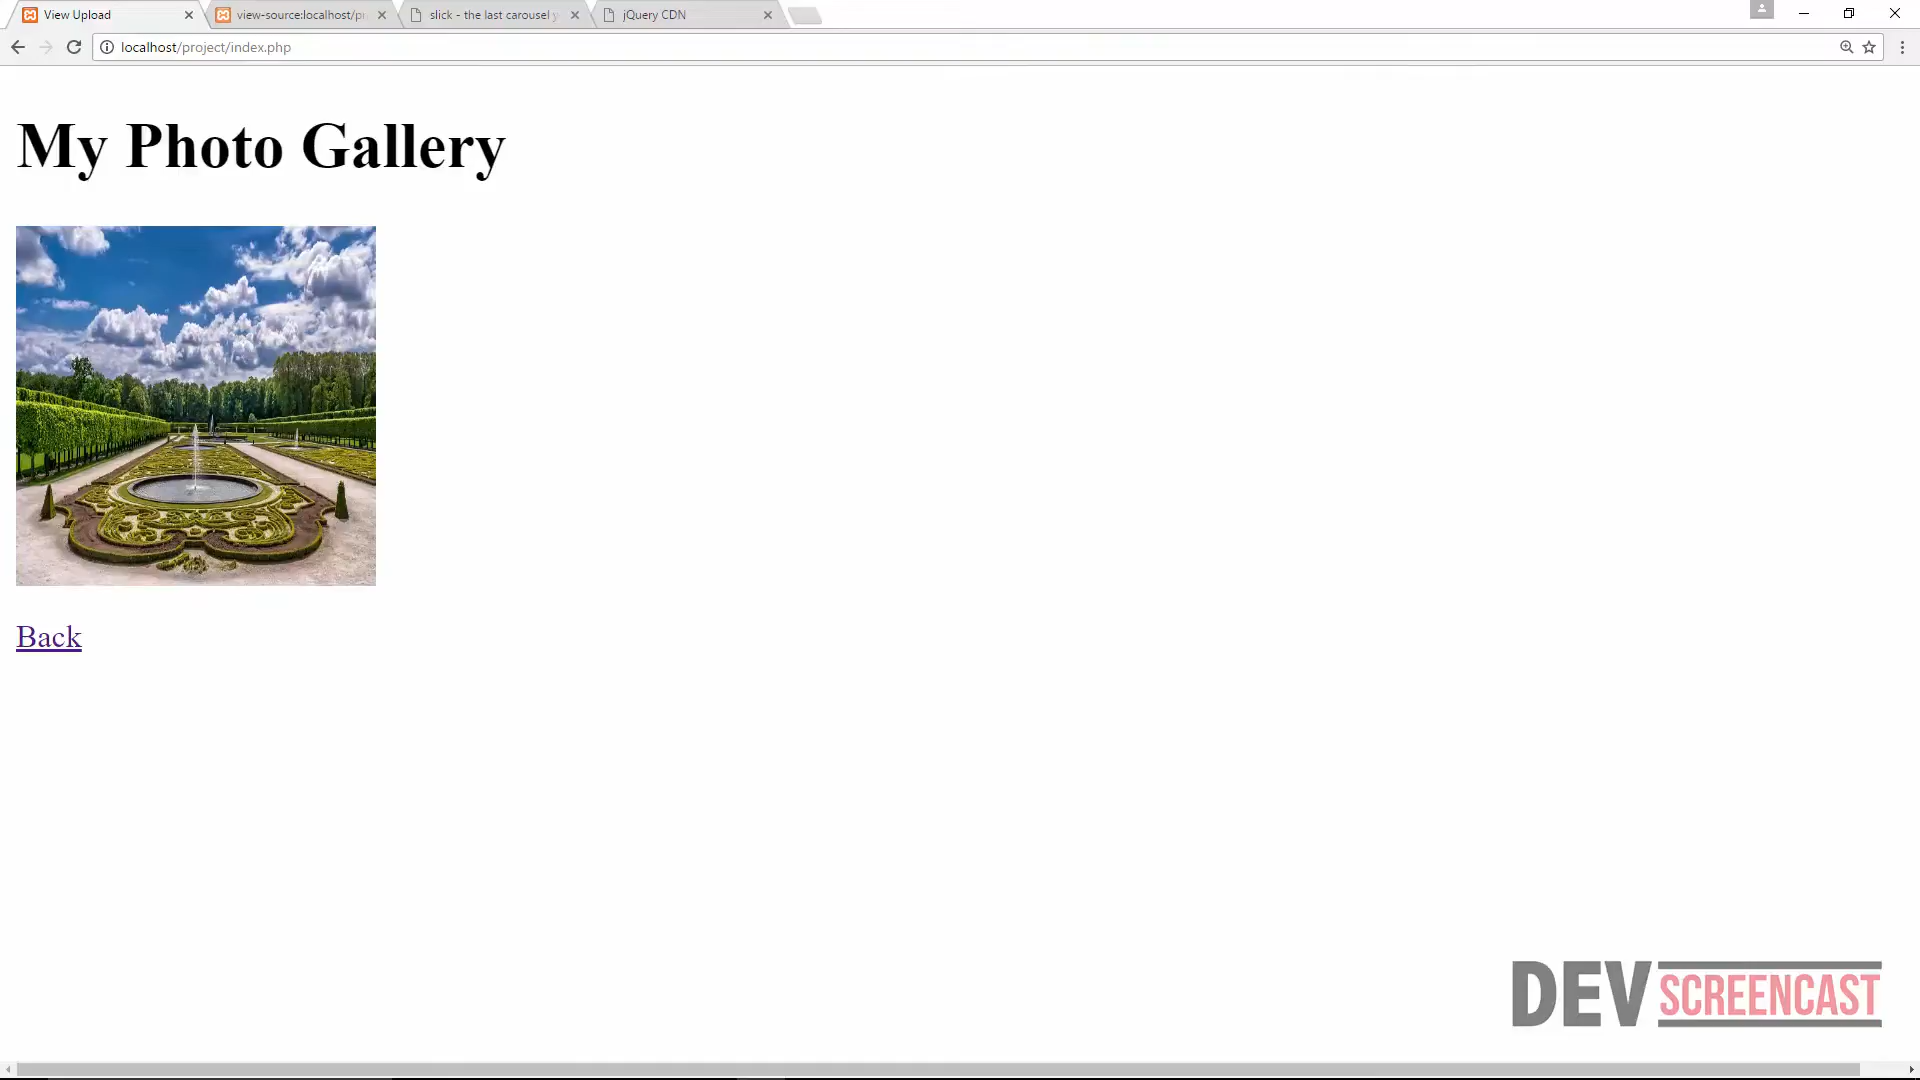 View Upload
view-source:localhost/pr
slick - the last carousel y
jQuery CDN
localhost/project/index.php
My Photo Gallery
Back
DEV SCREENCAST